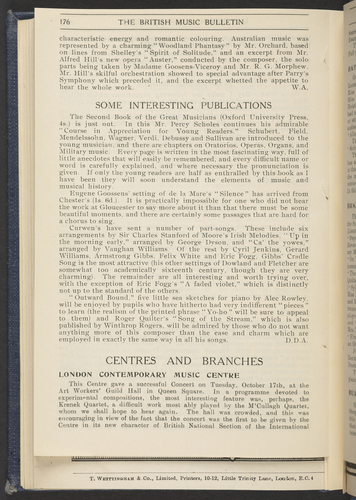 176 THE BRITISH MUSIC BULLETIN
characteristic energy and romantic colouring. Australian music was
represented by a charming "Woodland Phantasy" by Mr. Orchard, based
on lines from Shelley's "Spirit of Solitude," and an excerpt from Mr.
Alfred Hill's new opera "Auster," conducted by the composer, the solo
parts being taken by Madame Goosens-Viceroy and Mr. R. G. Morphew.
Mr. Hill's skilful orchestration showed to special advantage after Parry's
Symphony which preceded it, and the excerpt whetted the appetite to
hear the whole work. W.A.
SOME INTERESTING PUBLICATIONS
The Second Book of the Great Musicians (Oxford University Press,
4s.) is just out. In this Mr. Percy Scholes continues his admirable
"Course in Appreciation for Young Readers." Schubert, Field,
Mendelssohn, Wagner, Verdi, Debussy and Sullivan are introduced to the
young musician, and there are chapters on Oratorios, Operas, Organs, and
Military music. Every page is written in the most fascinating way, full of
little anecdotes that will easily be remembered, and every difficult name or
word is carefully explained, and where necessary the pronunciation is
given. If only the young readers are half as enthralled by this book as I
have been they will soon understand the elements of music and
musical history.
Eugene Goossens' setting of de la Mare's "Silence" has arrived from
Chester's (1s. 6d.). It is practically impossible for one who did not hear
the work at Gloucester to say more about it than that there must be some
beautiful moments, and there are certainly some passages that are hard for
a chorus to sing.
Curwen's have sent a number of part-songs. These include six
arrangements by Sir Charles Stanford of Moore's Irish Melodies, "Up in
the morning early," arranged by George Dyson, and "Ca' the yowes,"
arranged by Vaughan Williams. Of the rest by Cyril Jenkins, Gerard
Williams, Armstrong Gibbs, Felix White and Eric Fogg, Gibbs' Cradle
Song is the most attractive (his other settings of Dowland and Fletcher are
somewhat too academically sixteenth century, though they are very
charming). The remainder are all interesting and worth trying over,
with the exception of Eric Fogg's "A faded violet," which is distinctly
not up to the standard of the others.
"Outward Bound," five little sea sketches for piano by Alec Rowley,
will be enjoyed by pupils who have hitherto had very indifferent "pieces"
to learn (the realism of the printed phrase "Yo-ho" will be sure to appeal
to them) and Roger Quilter's "Song of the Stream," which is also
published by Winthrop Rogers, will be admired by those who do not want
anything more of this composer than the ease and charm which are
employed in exactly the same way in all his songs. D.D.A.
CENTRES AND BRANCHES
LONDON CONTEMPORARY MUSIC CENTRE
This Centre gave a successful Concert on Tuesday, October 17th, at the
Art Workers' Guild Hall in Queen Square. In a programme devoted to
experimental compositions, the most interesting feature was, perhaps, the
Krenek Quartet, a difficult work most ably played by the McCullagh Quartet,
whom we shall hope to hear again. The hall was crowded, and this was
encouraging in view of the fact that the concert was the first to be given by the
Centre in its new character of British National Section of the International
T. WHITTINGHAM & Co., Limited, Printers, 10-12, Little Trinity Lane, London, E.C.4